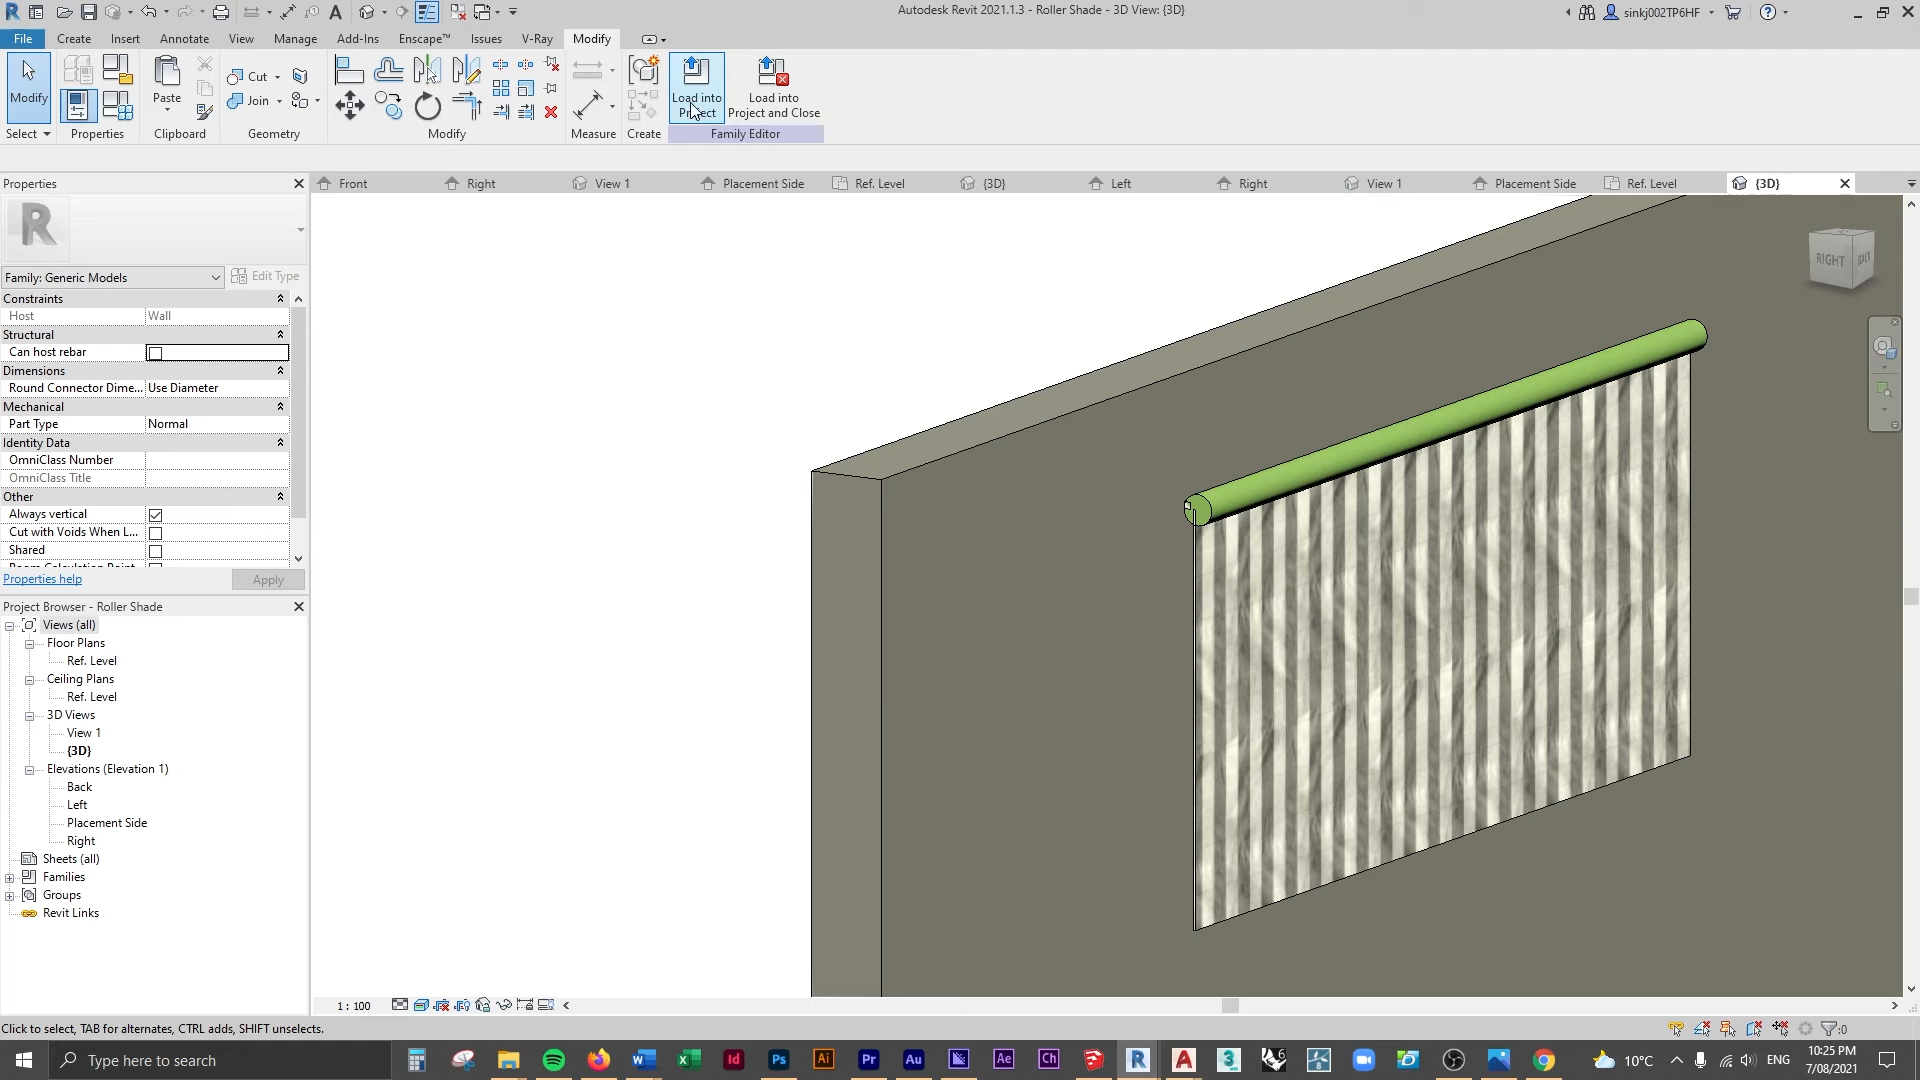 Autodesk Revit 2021.1.3 - Roller Shade - 3D View: {3D}
sinkj002TP6HF
File Create Insert Annotate View Manage Add-Ins Enscape™ Issues V-Ray Modify
Modify Paste Cut Join Load into Project Load into Project and Close
Select Properties Clipboard Geometry Modify Measure Create Family Editor
Properties
Front Right View 1 Placement Side Ref. Level {3D} Left Right View 1 Placement Side Ref. Level {3D}
Family: Generic Models Edit Type
Constraints
Host Wall
Structural
Can host rebar
Dimensions
Round Connector Dime... Use Diameter
Mechanical
Part Type Normal
Identity Data
OmniClass Number
OmniClass Title
Other
Always vertical
Cut with Voids When L...
Shared
Properties help Apply
Project Browser - Roller Shade
Views (all)
Floor Plans
Ref. Level
Ceiling Plans
Ref. Level
3D Views
View 1
{3D}
Elevations (Elevation 1)
Back
Left
Placement Side
Right
Sheets (all)
Families
Groups
Revit Links
RIGHT BACK
1 : 100
Click to select, TAB for alternates, CTRL adds, SHIFT unselects.
:0
Type here to search
10°C ENG 10:25 PM
7/08/2021